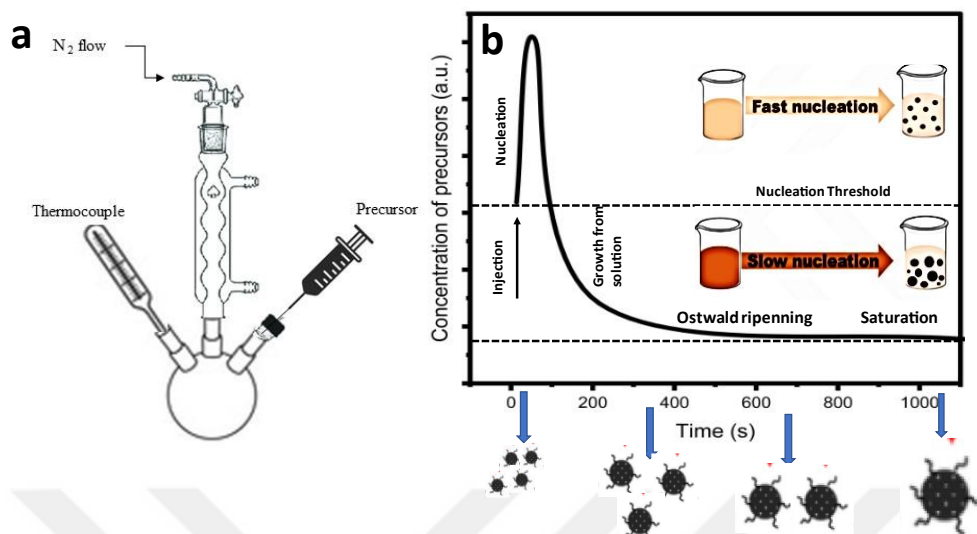 a
N2 flow
Thermocouple
Precursor
b
Concentration of precursors (a.u.)
Nucleation
Injection
Growth from
solution
Fast nucleation
Nucleation Threshold
Slow nucleation
Ostwald ripenning
Saturation
0 200 400 600 800 1000
Time (s)